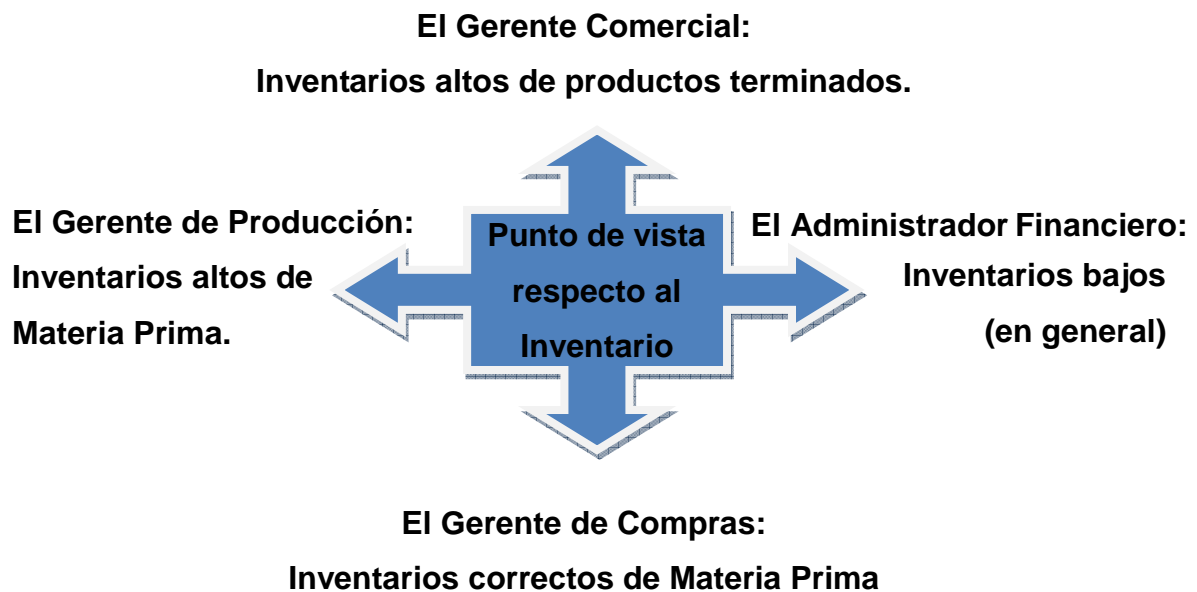 El Gerente Comercial:
Inventarios altos de productos terminados.
El Gerente de Producción:
Inventarios altos de
Materia Prima.
Punto de vista
respecto al
Inventario
El Administrador Financiero:
Inventarios bajos
(en general)
El Gerente de Compras:
Inventarios correctos de Materia Prima